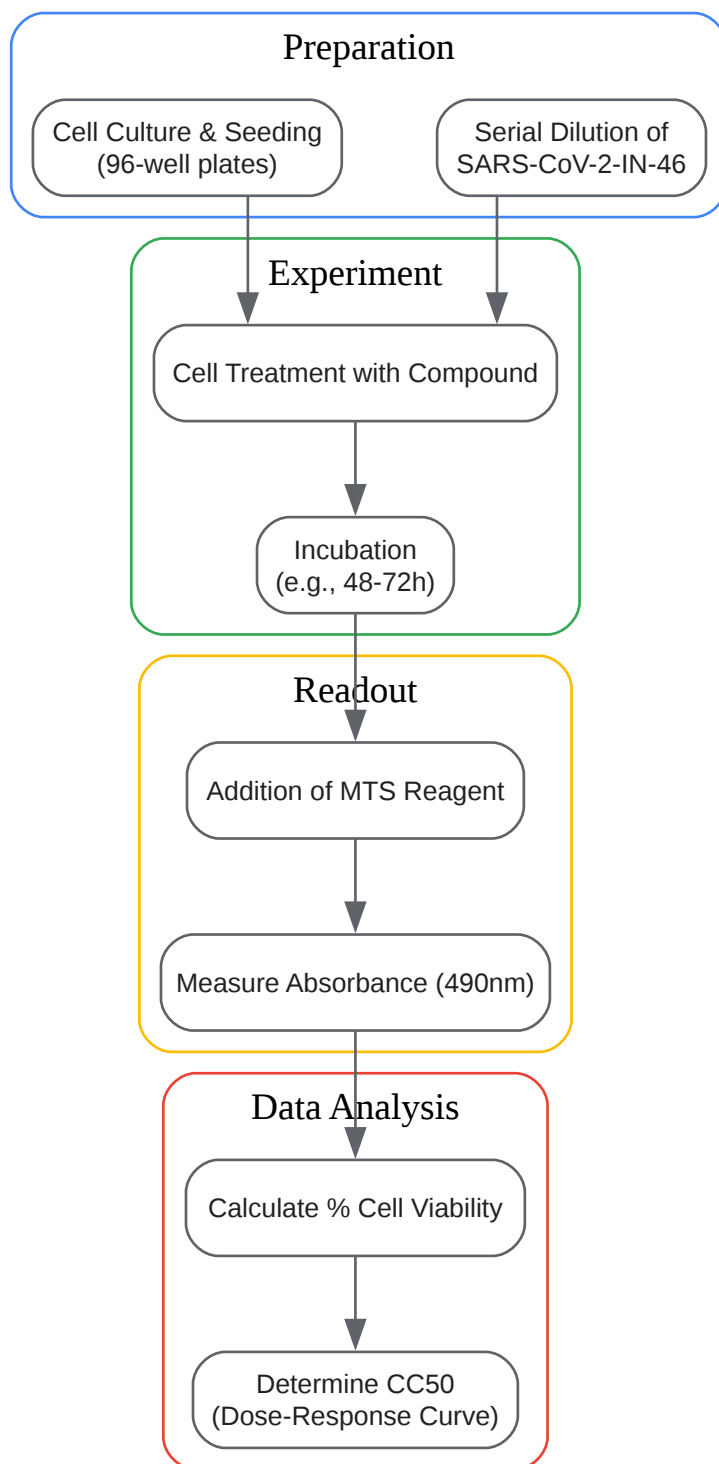 Preparation
Cell Culture & Seeding
(96-well plates)
Serial Dilution of
SARS-CoV-2-IN-46
Experiment
Cell Treatment with Compound
Incubation
(e.g., 48-72h)
Readout
Addition of MTS Reagent
Measure Absorbance (490nm)
Data Analysis
Calculate % Cell Viability
Determine CC50
(Dose-Response Curve)